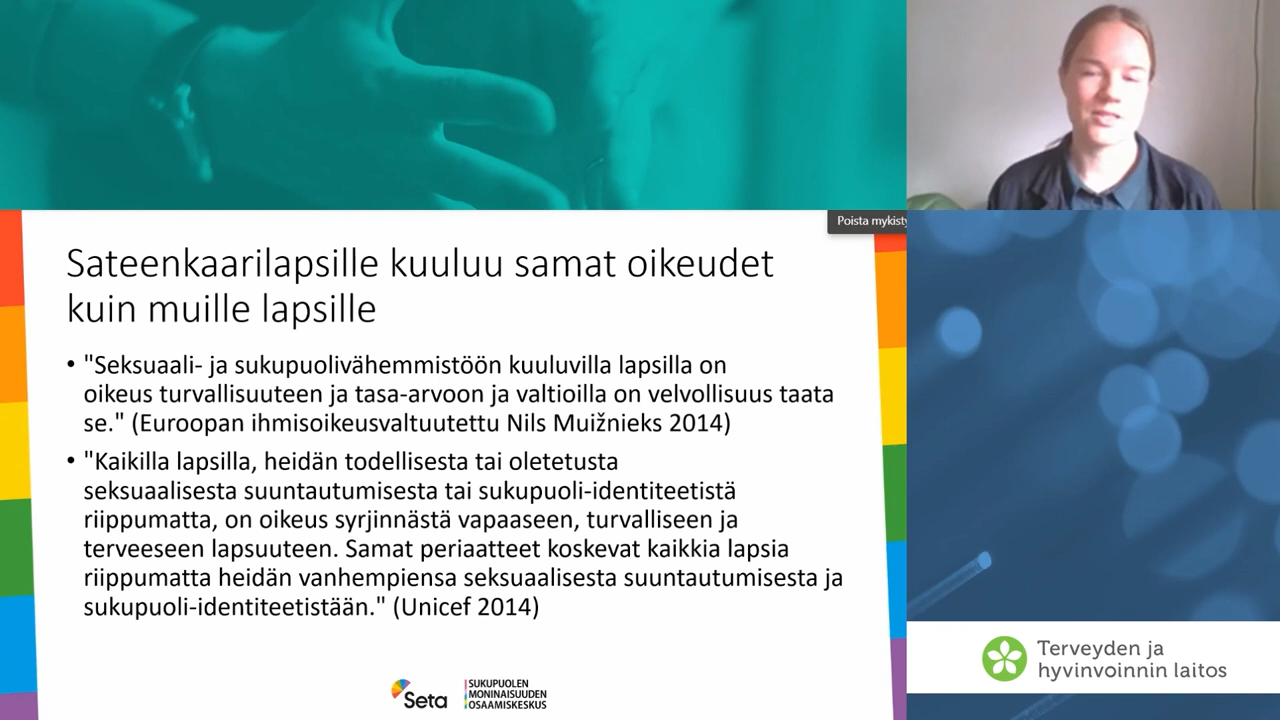 Poista mykisty
Sateenkaarilapsille kuuluu samat oikeudet
kuin muille lapsille
• "Seksuaali- ja sukupuolivähemmistöön kuuluvilla lapsilla on
oikeus turvallisuuteen ja tasa-arvoon ja valtioilla on velvollisuus taata
se." (Euroopan ihmisoikeusvaltuutettu Nils Muižnieks 2014)
• "Kaikilla lapsilla, heidän todellisesta tai oletetusta
seksuaalisesta suuntautumisesta tai sukupuoli-identiteetistä
riippumatta, on oikeus syrjinnästä vapaaseen, turvalliseen ja
terveeseen lapsuuteen. Samat periaatteet koskevat kaikkia lapsia
riippumatta heidän vanhempiensa seksuaalisesta suuntautumisesta ja
sukupuoli-identiteetistään." (Unicef 2014)
Seta
SUKUPUOLEN
MONINAISUUDEN
OSAAMISKESKUS
Terveyden ja
hyvinvoinnin laitos